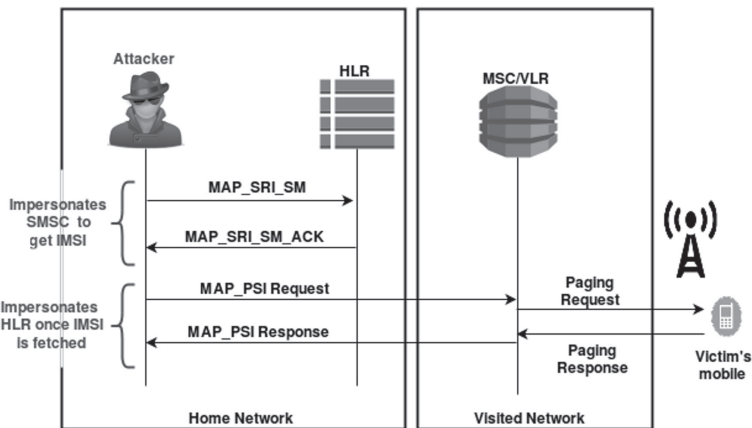 Attacker
HLR
MSC/VLR
Impersonates
SMSC to
get IMSI
MAP_SRI_SM
MAP_SRI_SM_ACK
Impersonates
HLR once IMSI
is fetched
MAP_PSI Request
MAP_PSI Response
Paging
Request
Paging
Response
Victim's
mobile
Home Network
Visited Network